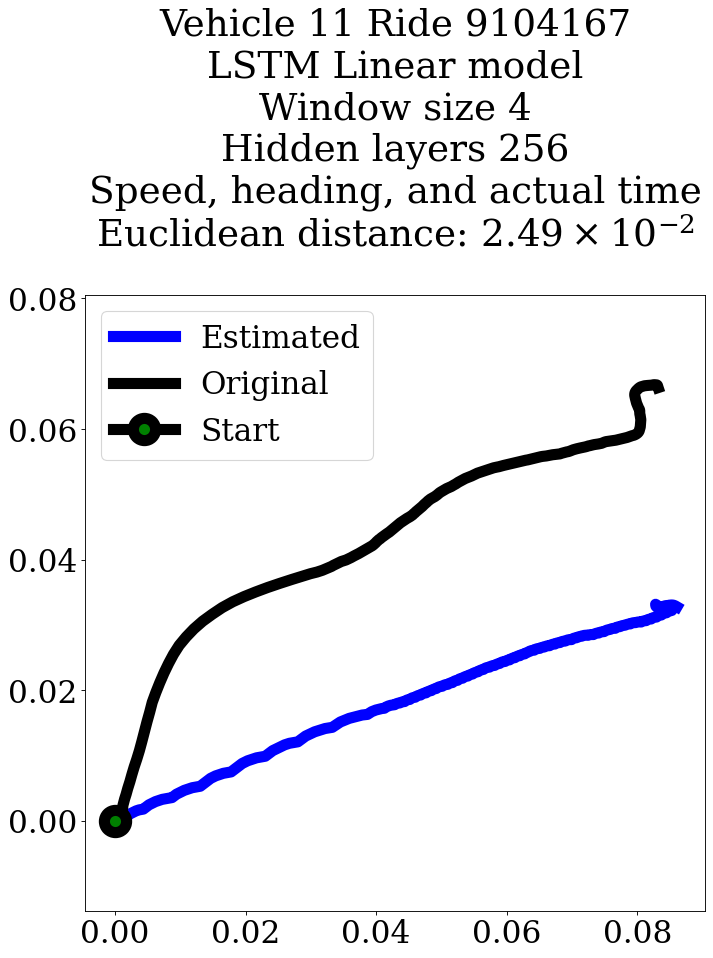 Vehicle 11 Ride 9104167
LSTM Linear model
Window size 4
Hidden layers 256
Speed, heading, and actual time
Euclidean distance: 2.49 × 10⁻²
0.08
Estimated
Original
Start
0.06
0.04
0.02
0.00
0.00 0.02 0.04 0.06 0.08